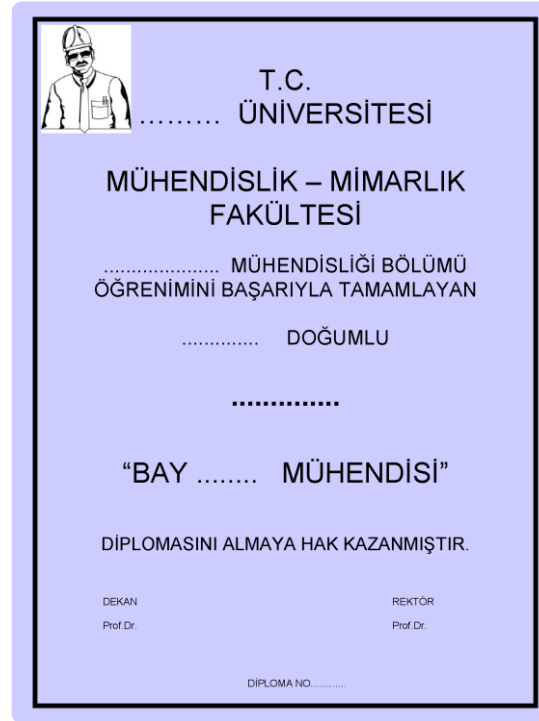 T.C.
……… ÜNİVERSİTESİ
MÜHENDİSLİK – MİMARLIK
FAKÜLTESİ
..................... MÜHENDİSLİĞİ BÖLÜMÜ
ÖĞRENİMİNİ BAŞARIYLA TAMAMLAYAN
.............. DOĞUMLU
..............
“BAY ........ MÜHENDİSİ”
DİPLOMASINI ALMAYA HAK KAZANMIŞTIR.
DEKAN REKTÖR
Prof.Dr. Prof.Dr.
DİPLOMA NO.............